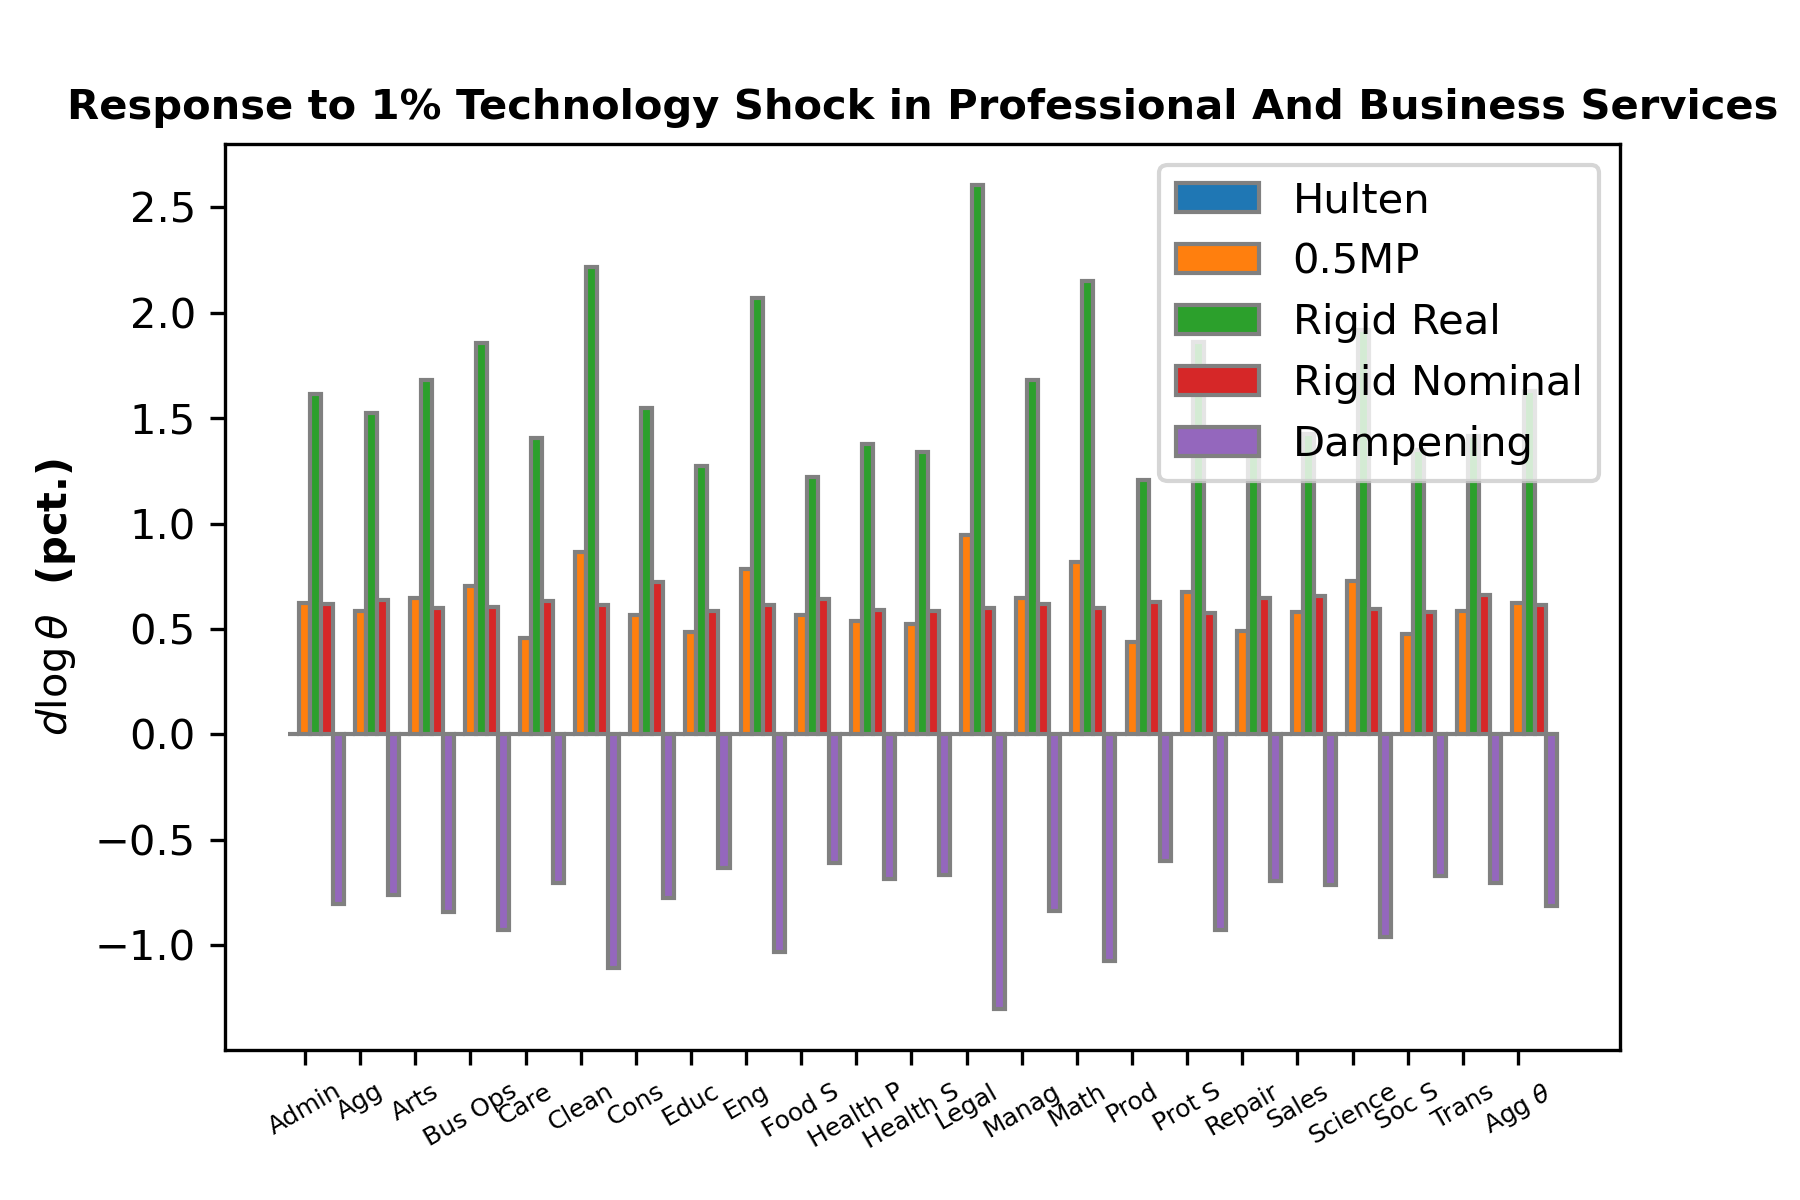 Response to 1% Technology Shock in Professional And Business Services
Hulten
0.5MP
Rigid Real
Rigid Nominal
Dampening
dlog θ (pct.)
2.5
2.0
1.5
1.0
0.5
0.0
−0.5
−1.0
Admin
Agg
Arts
Bus Ops
Care
Clean
Cons
Educ
Eng
Food S
Health P
Health S
Legal
Manag
Math
Prod
Prot S
Repair
Sales
Science
Soc S
Trans
Agg θ